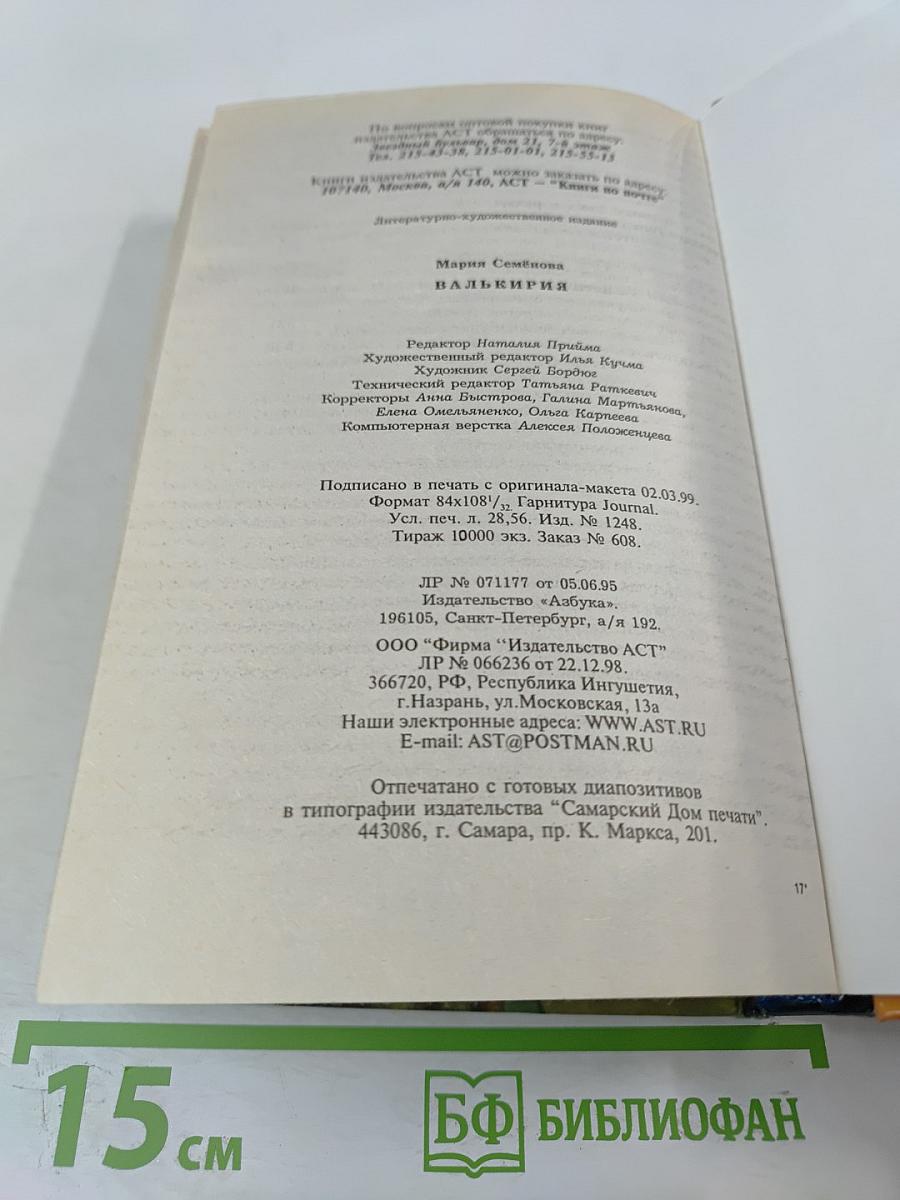 По вопросам оптовой покупки книг
издательства АСТ обращаться по адресу:
Звездный бульвар, дом 21, 7-й этаж
Тел. 215-43-38, 215-01-01, 215-55-13
Книги издательства АСТ можно заказать по адресу:
107140, Москва, а/я 140, АСТ — "Книги по почте"
Литературно-художественное издание
Мария Семёнова
ВАЛЬКИРИЯ
Редактор Наталия Прийма
Художественный редактор Илья Кучма
Художник Сергей Бордюг
Технический редактор Татьяна Раткевич
Корректоры Анна Быстрова, Галина Мартьянова,
Елена Омельяненко, Ольга Карпеева
Компьютерная верстка Алексея Положенцева
Подписано в печать с оригинала-макета 02.03.99.
Формат 84х108¹/₃₂. Гарнитура Journal.
Усл. печ. л. 28,56. Изд. № 1248.
Тираж 10000 экз. Заказ № 608.
ЛР № 071177 от 05.06.95
Издательство «Азбука».
196105, Санкт-Петербург, а/я 192.
ООО "Фирма "Издательство АСТ"
ЛР № 066236 от 22.12.98.
366720, РФ, Республика Ингушетия,
г.Назрань, ул.Московская, 13а
Наши электронные адреса: WWW.AST.RU
E-mail: AST@POSTMAN.RU
Отпечатано с готовых диапозитивов
в типографии издательства "Самарский Дом печати".
443086, г. Самара, пр. К. Маркса, 201.
17*
15 см
БФ БИБЛИОФАН